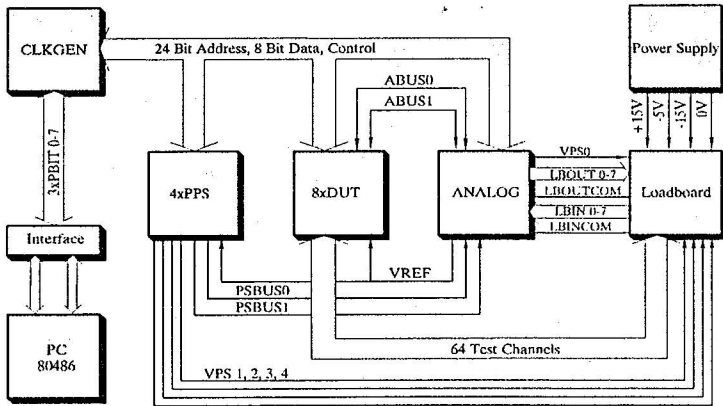 CLKGEN
24 Bit Address, 8 Bit Data, Control
Power Supply
ABUS0
ABUS1
+15V
-5V
-15V
0V
3xPBIT 0-7
4xPPS
8xDUT
ANALOG
VPS0
LBOUT 0-7
LBOUTCOM
LBIN 0-7
LBINCOM
Loadboard
Interface
VREF
PSBUS0
PSBUS1
PC
80486
64 Test Channels
VPS 1, 2, 3, 4